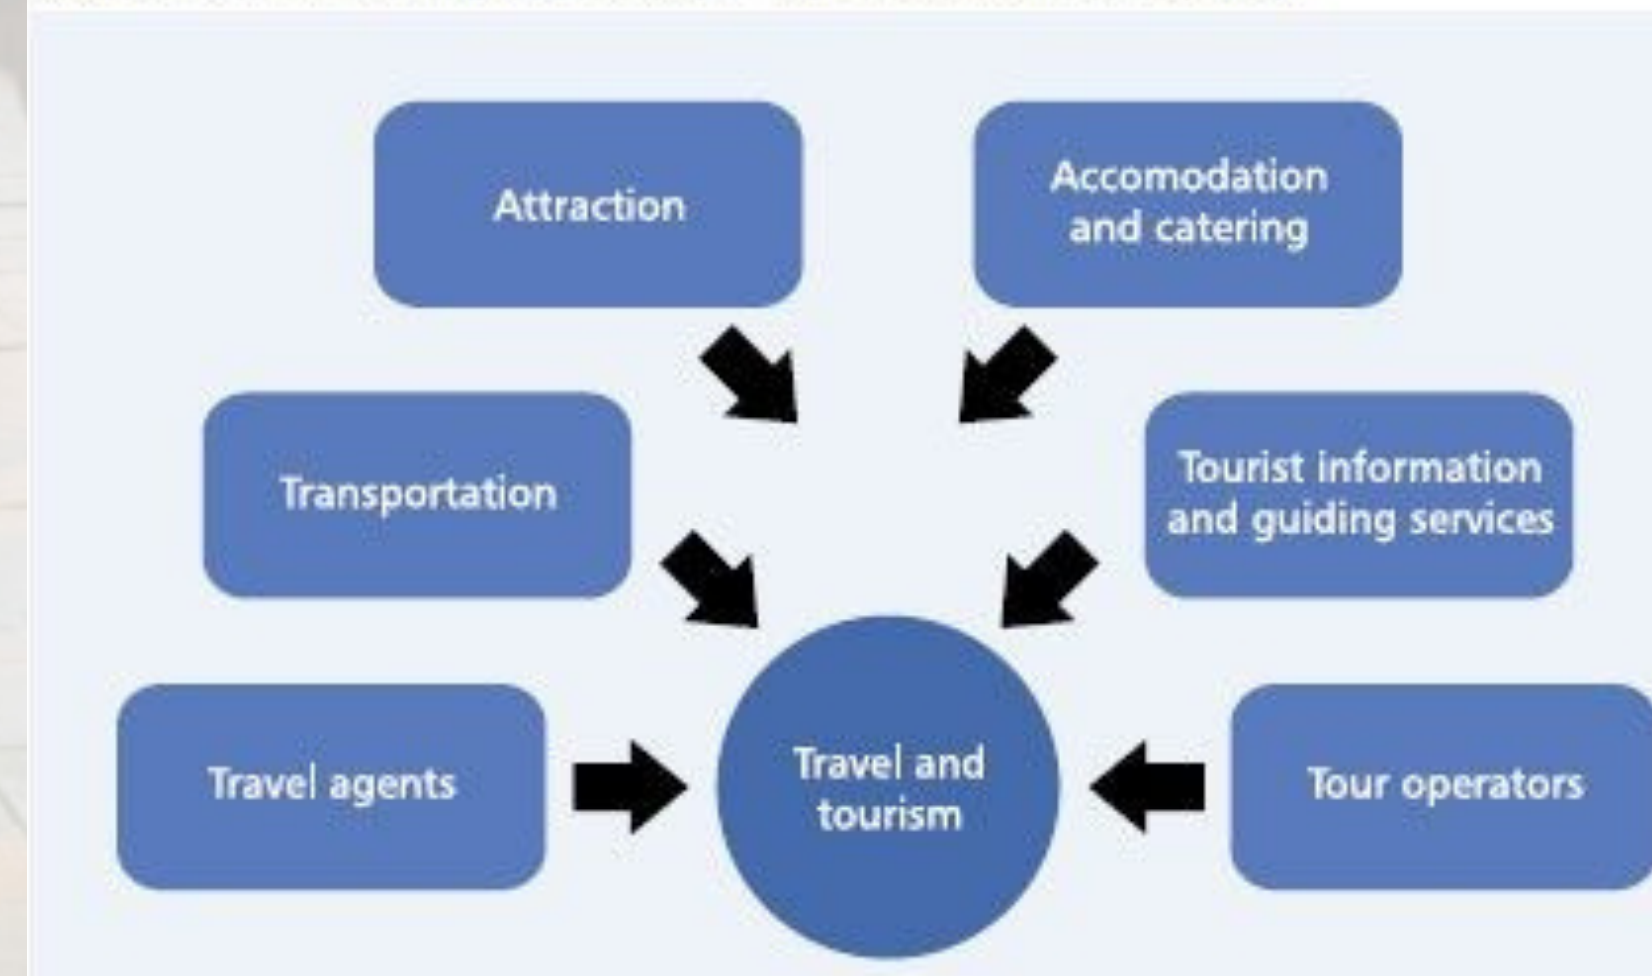 Attraction
Accomodation
and catering
Transportation
Tourist information
and guiding services
Travel agents
Travel and
tourism
Tour operators